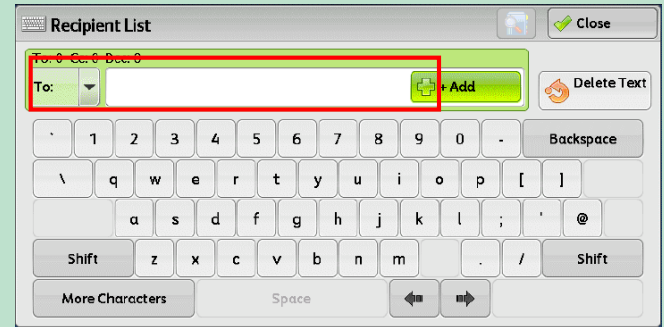 Recipient List
Close
To: 0 Cc: 0 Bcc: 0
To:
+ Add
Delete Text
` 1 2 3 4 5 6 7 8 9 0 - Backspace
\ q w e r t y u i o p [ ]
a s d f g h j k l ; ' @
Shift z x c v b n m . / Shift
More Characters Space